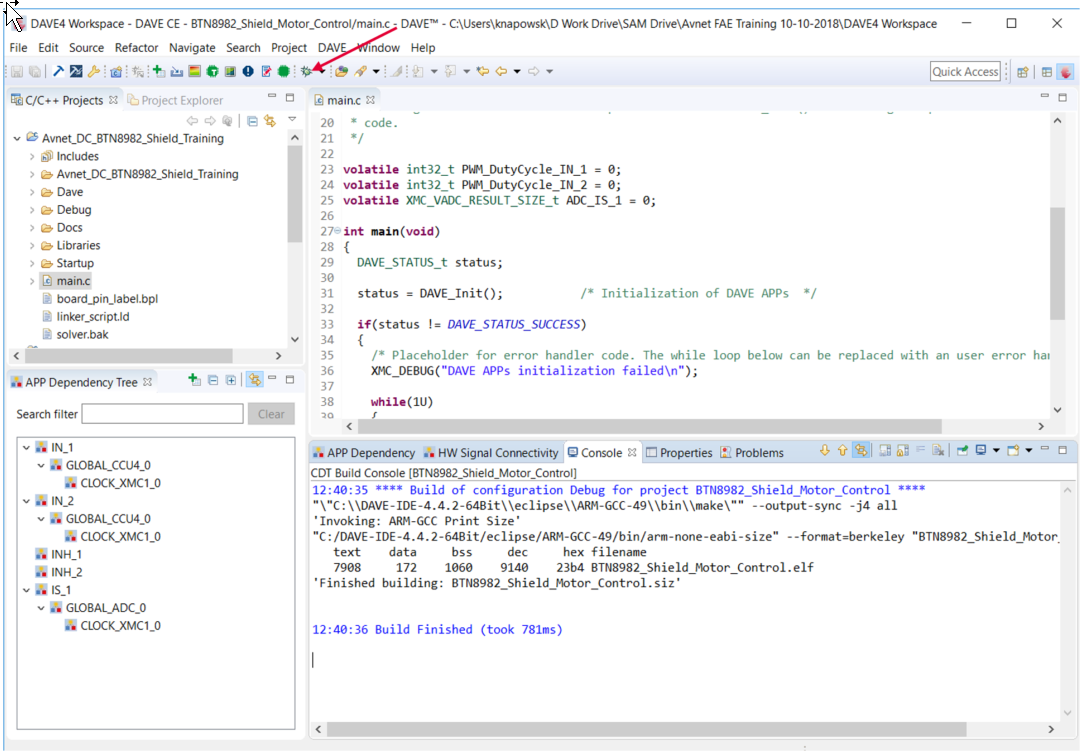 DAVE4 Workspace - DAVE CE - BTN8982_Shield_Motor_Control/main.c - DAVE™ - C:\Users\knapowsk\D Work Drive\SAM Drive\Avnet FAE Training 10-10-2018\DAVE4 Workspace
File Edit Source Refactor Navigate Search Project DAVE Window Help
Quick Access
C/C++ Projects
Project Explorer
Avnet_DC_BTN8982_Shield_Training
Includes
Avnet_DC_BTN8982_Shield_Training
Dave
Debug
Docs
Libraries
Startup
main.c
board_pin_label.bpl
linker_script.ld
solver.bak
APP Dependency Tree
Search filter
Clear
IN_1
GLOBAL_CCU4_0
CLOCK_XMC1_0
IN_2
GLOBAL_CCU4_0
CLOCK_XMC1_0
INH_1
INH_2
IS_1
GLOBAL_ADC_0
CLOCK_XMC1_0
main.c
20 * code.
21 */
22
23 volatile int32_t PWM_DutyCycle_IN_1 = 0;
24 volatile int32_t PWM_DutyCycle_IN_2 = 0;
25 volatile XMC_VADC_RESULT_SIZE_t ADC_IS_1 = 0;
26
27 int main(void)
28 {
29 DAVE_STATUS_t status;
30
31 status = DAVE_Init(); /* Initialization of DAVE APPs */
32
33 if(status != DAVE_STATUS_SUCCESS)
34 {
35 /* Placeholder for error handler code. The while loop below can be replaced with an user error han
36 XMC_DEBUG("DAVE APPs initialization failed\n");
37
38 while(1U)
39 {
APP Dependency
HW Signal Connectivity
Console
Properties
Problems
CDT Build Console [BTN8982_Shield_Motor_Control]
12:40:35 **** Build of configuration Debug for project BTN8982_Shield_Motor_Control ****
"\"C:\\DAVE-IDE-4.4.2-64Bit\\eclipse\\ARM-GCC-49\\bin\\make\"" --output-sync -j4 all
'Invoking: ARM-GCC Print Size'
"C:/DAVE-IDE-4.4.2-64Bit/eclipse/ARM-GCC-49/bin/arm-none-eabi-size" --format=berkeley "BTN8982_Shield_Motor_
text data bss dec hex filename
7908 172 1060 9140 23b4 BTN8982_Shield_Motor_Control.elf
'Finished building: BTN8982_Shield_Motor_Control.siz'
12:40:36 Build Finished (took 781ms)